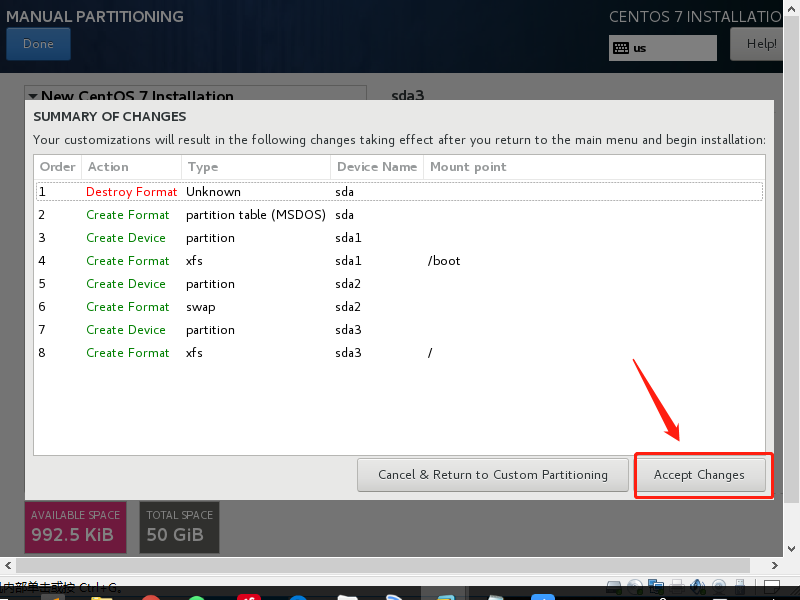 MANUAL PARTITIONING
CENTOS 7 INSTALLATIO
Done
us
Help!
New CentOS 7 Installation
sda3
SUMMARY OF CHANGES
Your customizations will result in the following changes taking effect after you return to the main menu and begin installation:
Order Action Type Device Name Mount point
1 Destroy Format Unknown sda
2 Create Format partition table (MSDOS) sda
3 Create Device partition sda1
4 Create Format xfs sda1 /boot
5 Create Device partition sda2
6 Create Format swap sda2
7 Create Device partition sda3
8 Create Format xfs sda3 /
Cancel & Return to Custom Partitioning
Accept Changes
AVAILABLE SPACE
992.5 KiB
TOTAL SPACE
50 GiB
内部单击或按 Ctrl+G。